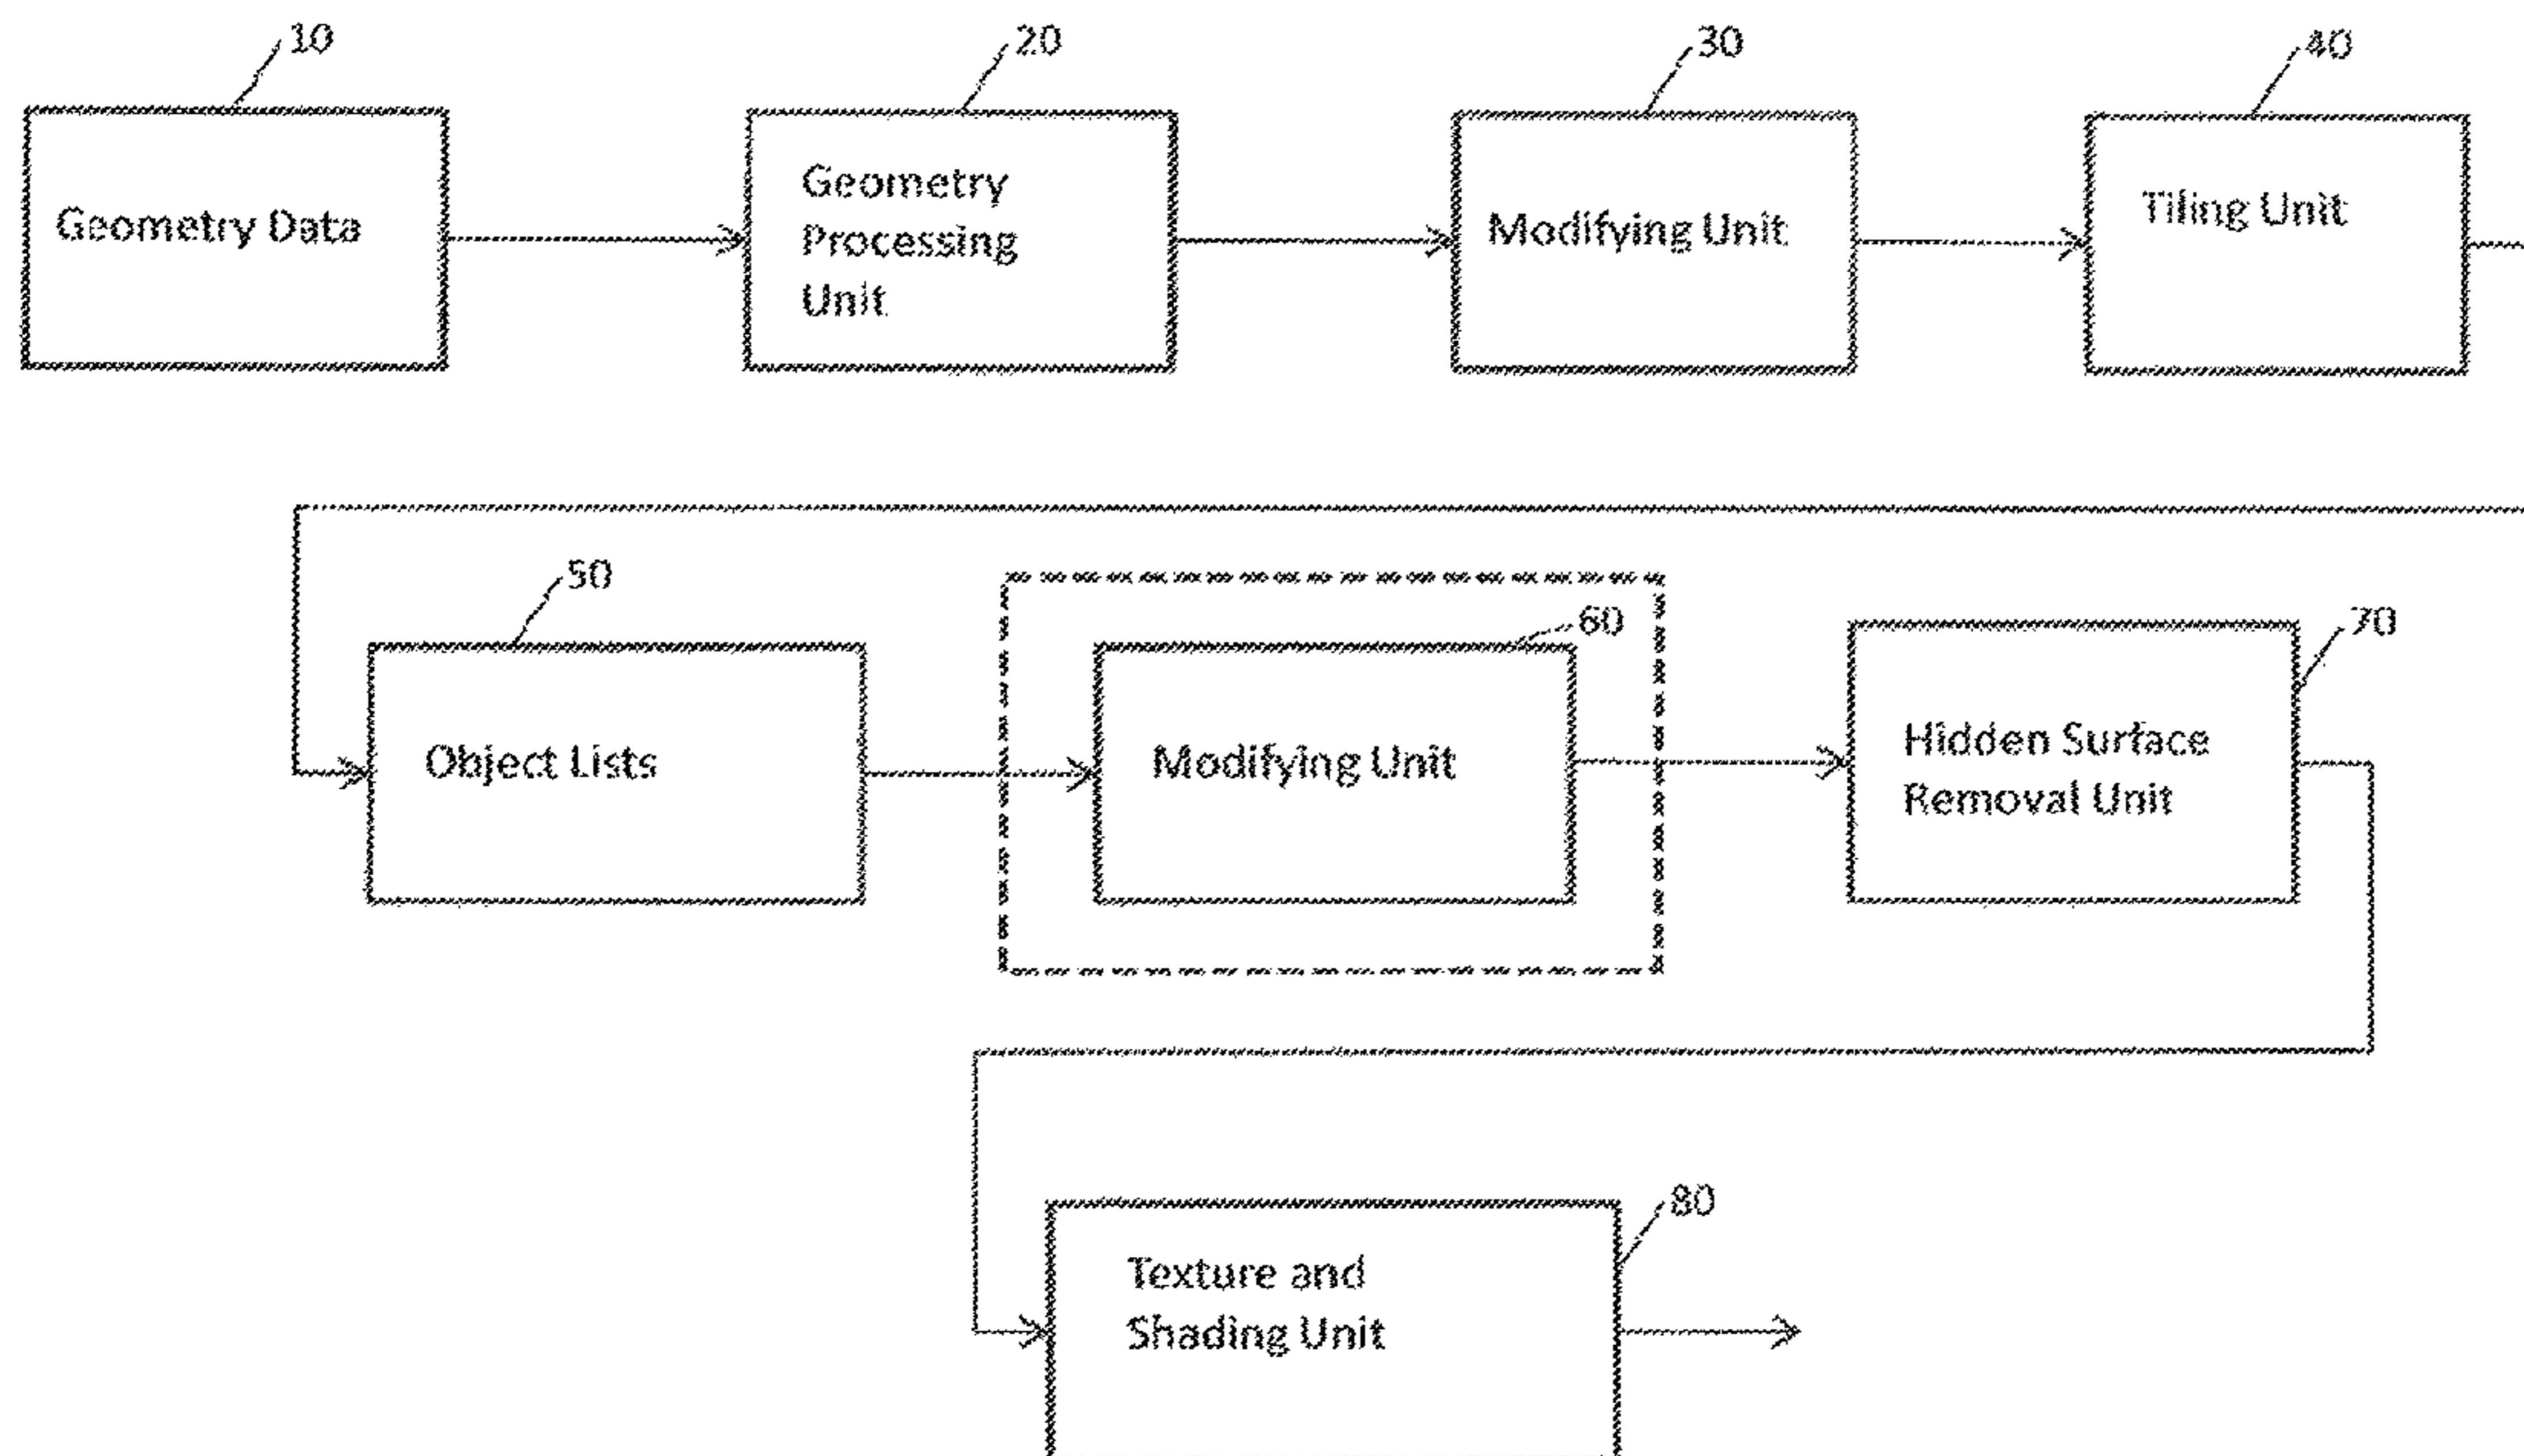 10
20
30
40
Geometry Data
Geometry
Processing
Unit
Modifying Unit
Tiling Unit
50
60
70
Object Lists
Modifying Unit
Hidden Surface
Removal Unit
80
Texture and
Shading Unit